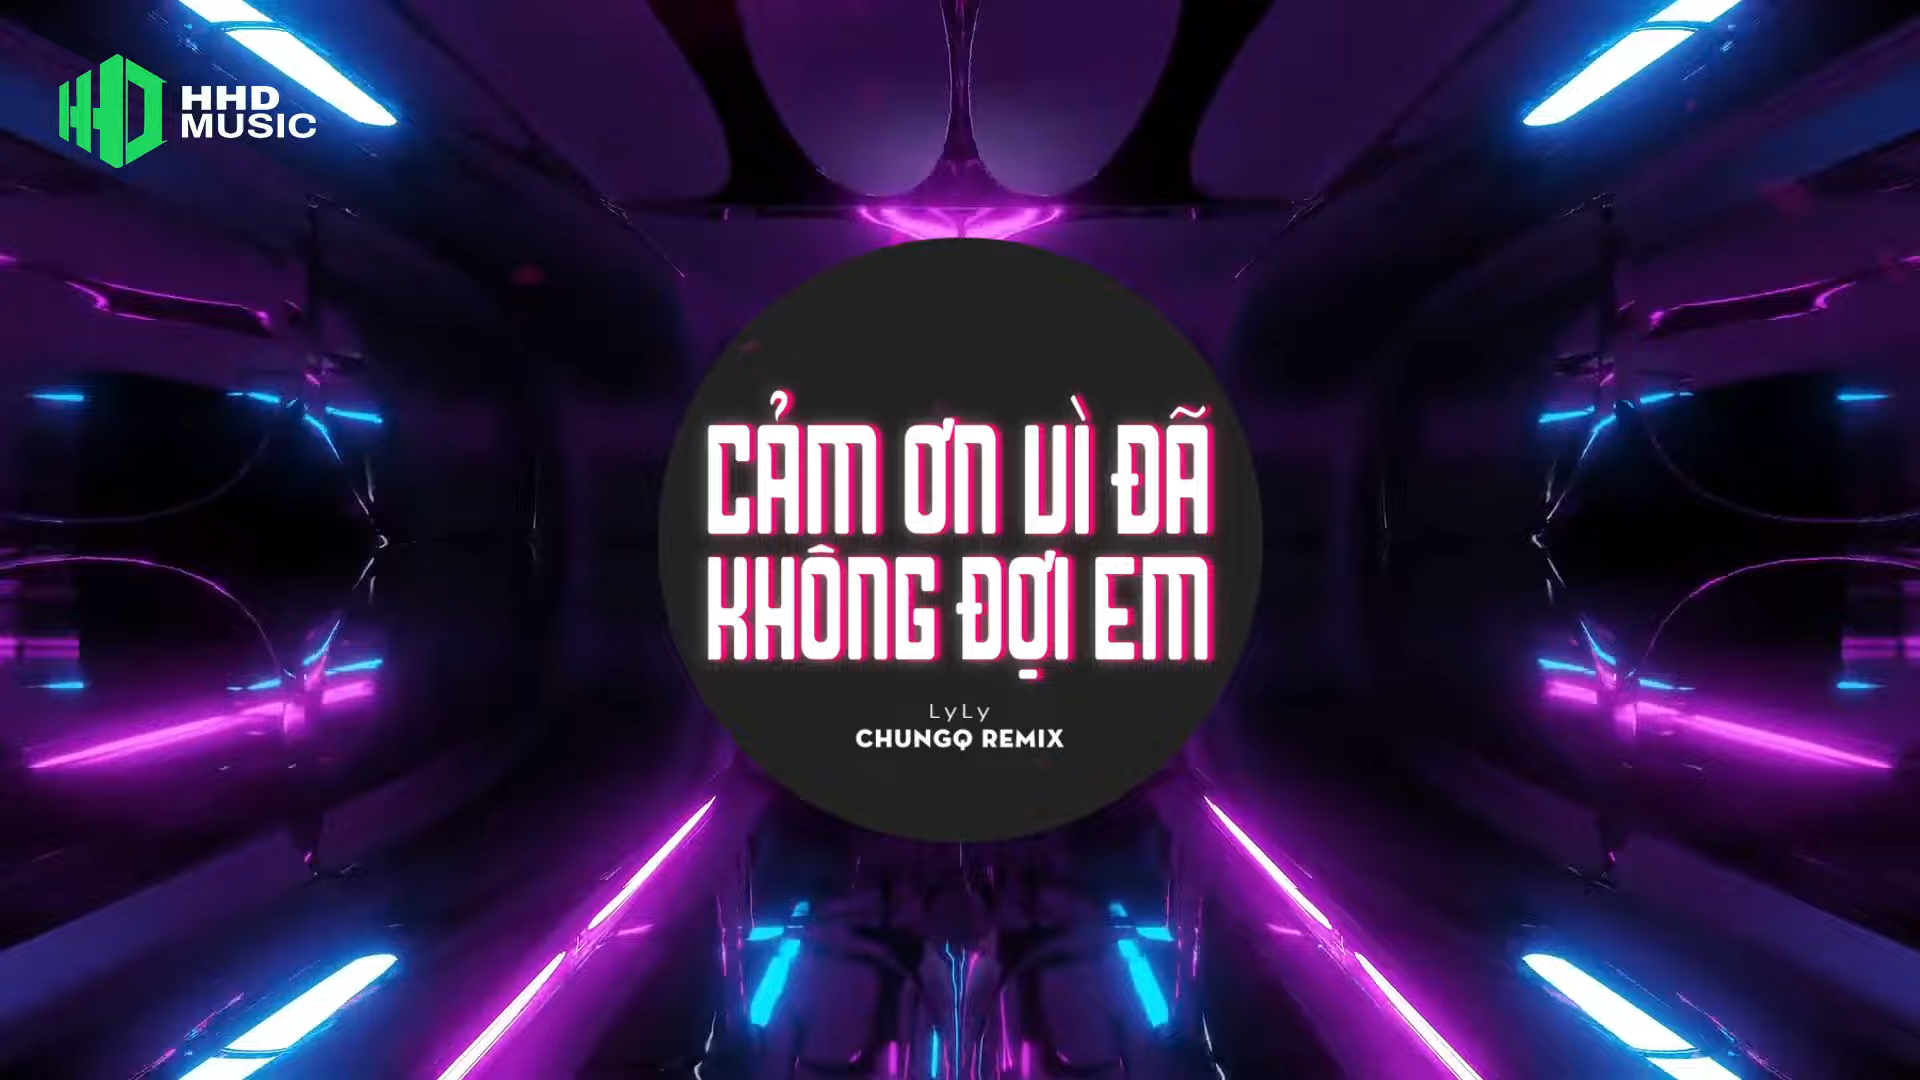 HHD
MUSIC
CẢM ƠN VÌ ĐÃ
KHÔNG ĐỢI EM
LyLy
CHUNGQ REMIX